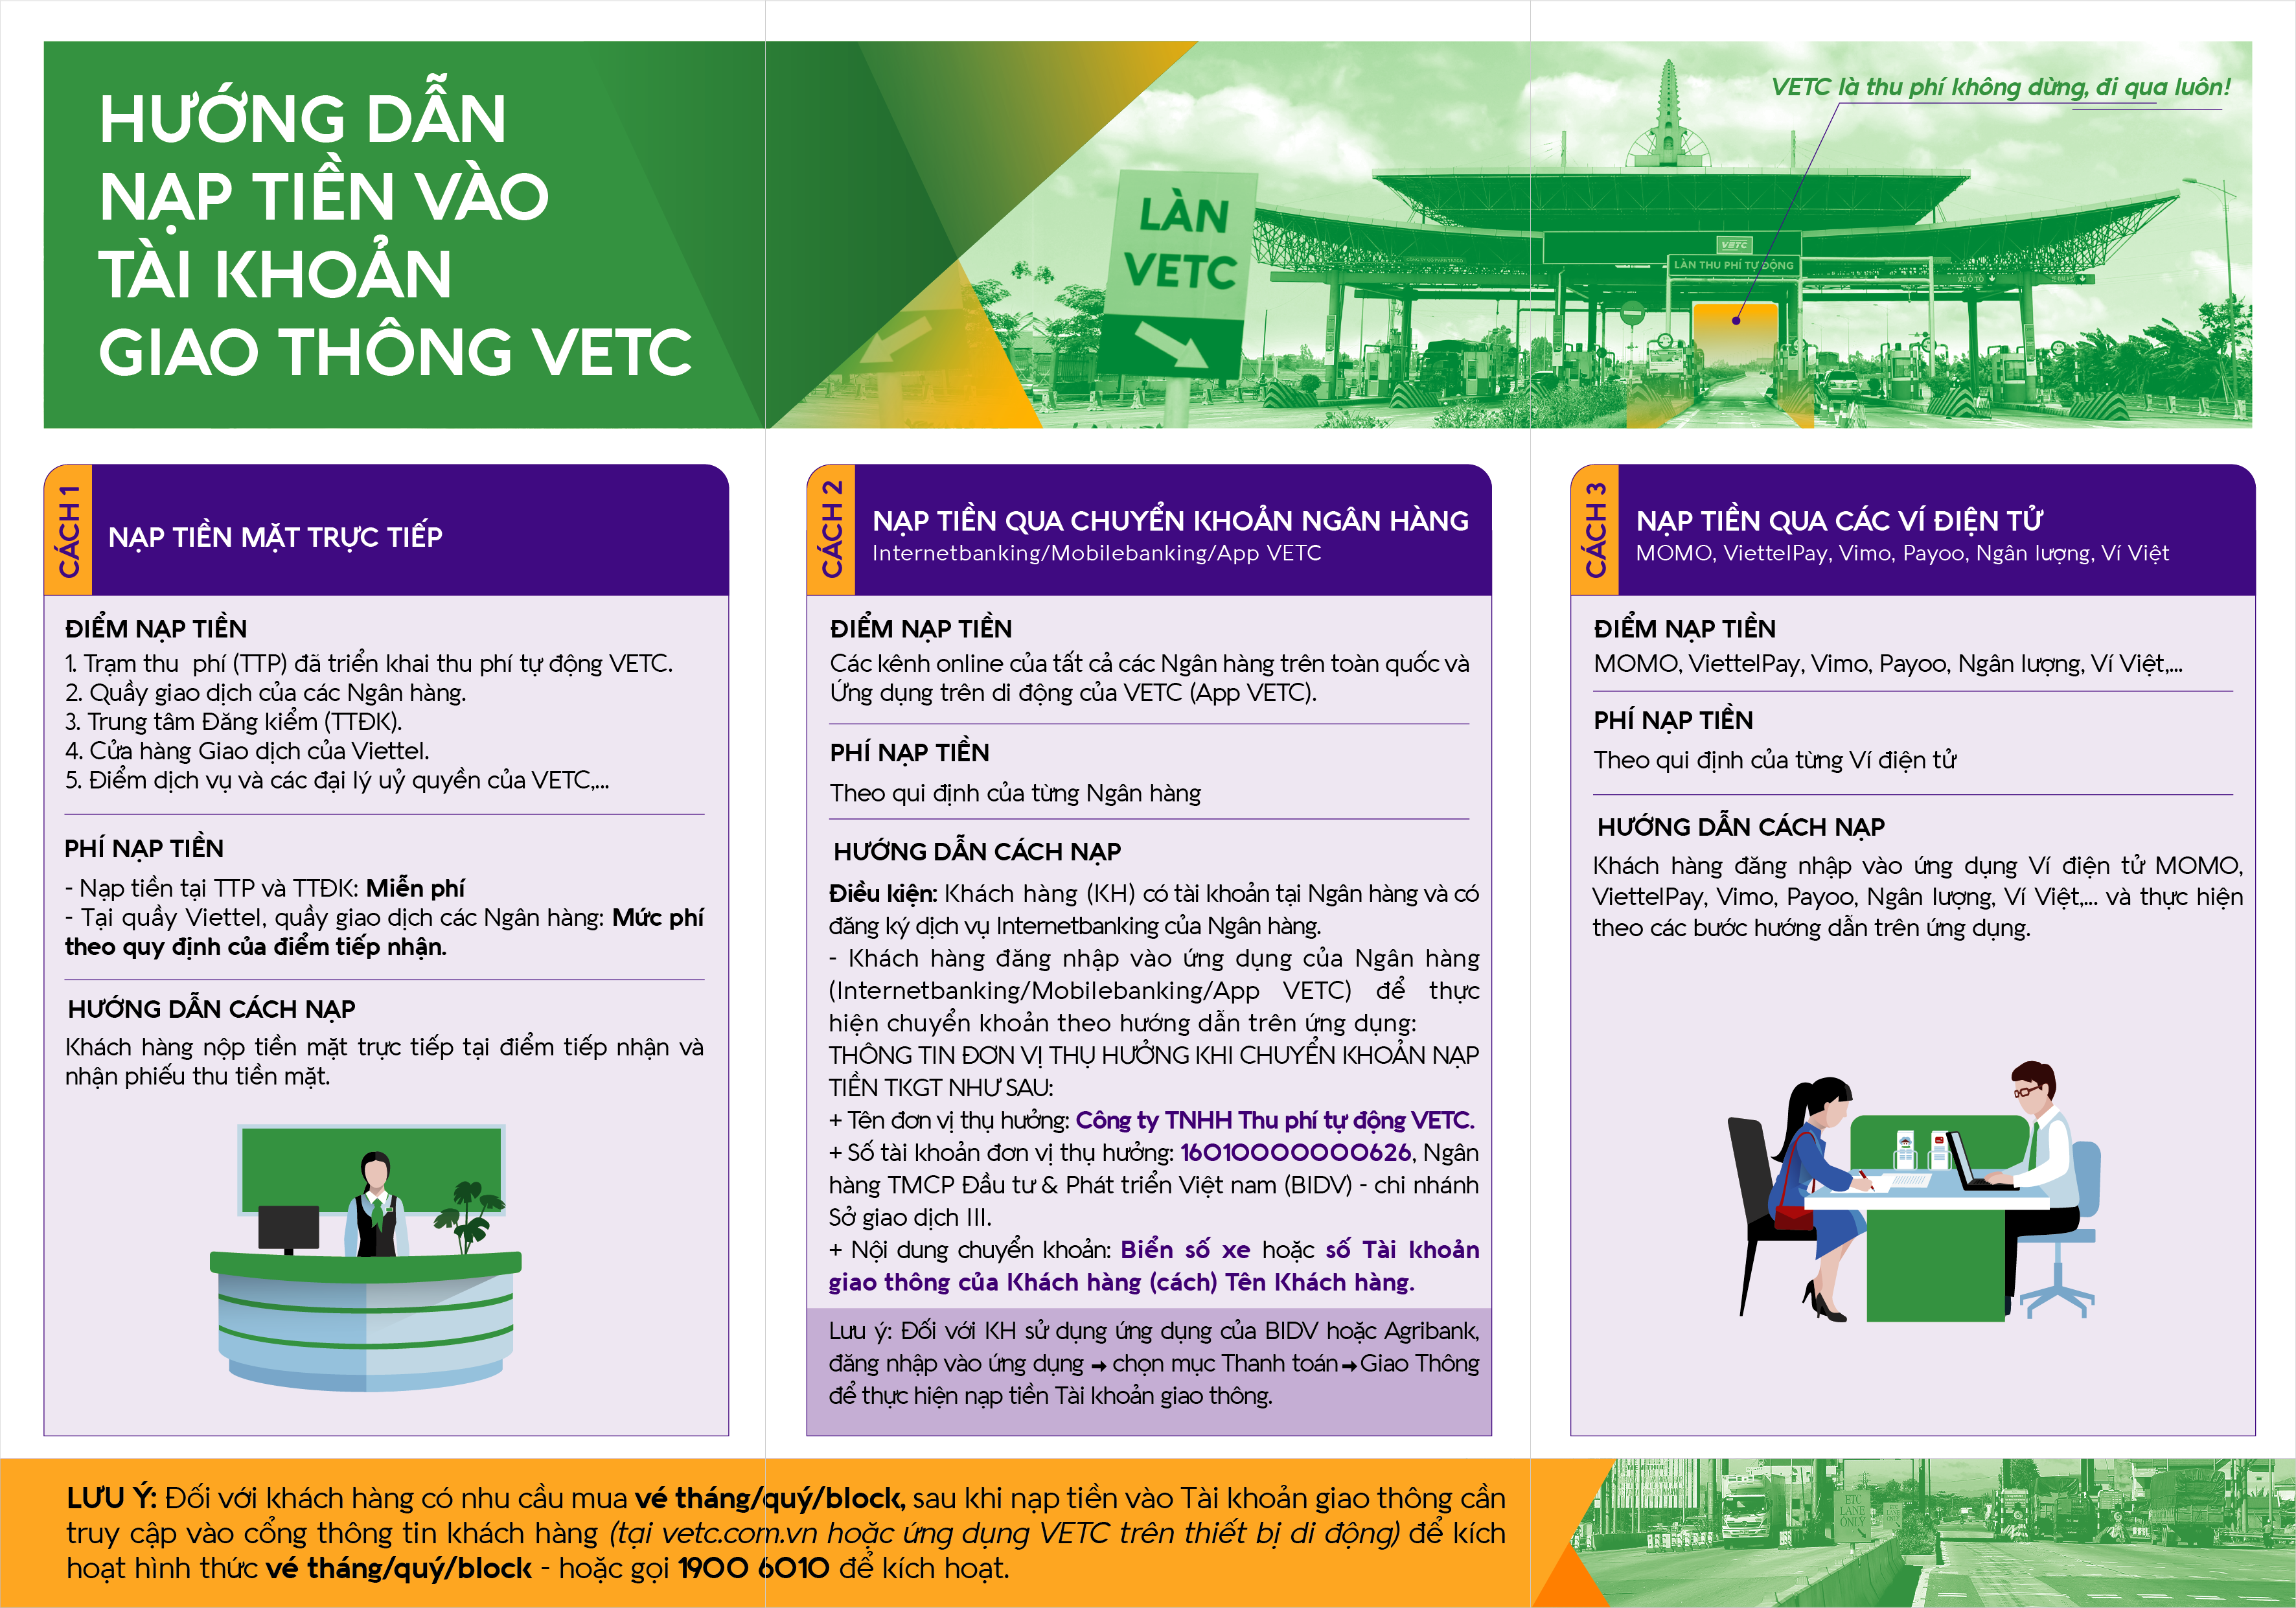 HƯỚNG DẪN
NẠP TIỀN VÀO
TÀI KHOẢN
GIAO THÔNG VETC
VETC là thu phí không dừng, đi qua luôn!
LÀN
VETC
VETC
LÀN THU PHÍ TỰ ĐỘNG
CÁCH 1
NẠP TIỀN MẶT TRỰC TIẾP
ĐIỂM NẠP TIỀN
1. Trạm thu phí (TTP) đã triển khai thu phí tự động VETC.
2. Quầy giao dịch của các Ngân hàng.
3. Trung tâm Đăng kiểm (TTĐK).
4. Cửa hàng Giao dịch của Viettel.
5. Điểm dịch vụ và các đại lý uỷ quyền của VETC,...
PHÍ NẠP TIỀN
- Nạp tiền tại TTP và TTĐK: Miễn phí
- Tại quầy Viettel, quầy giao dịch các Ngân hàng: Mức phí
theo quy định của điểm tiếp nhận.
HƯỚNG DẪN CÁCH NẠP
Khách hàng nộp tiền mặt trực tiếp tại điểm tiếp nhận và
nhận phiếu thu tiền mặt.
CÁCH 2
NẠP TIỀN QUA CHUYỂN KHOẢN NGÂN HÀNG
Internetbanking/Mobilebanking/App VETC
ĐIỂM NẠP TIỀN
Các kênh online của tất cả các Ngân hàng trên toàn quốc và
Ứng dụng trên di động của VETC (App VETC).
PHÍ NẠP TIỀN
Theo qui định của từng Ngân hàng
HƯỚNG DẪN CÁCH NẠP
Điều kiện: Khách hàng (KH) có tài khoản tại Ngân hàng và có
đăng ký dịch vụ Internetbanking của Ngân hàng.
- Khách hàng đăng nhập vào ứng dụng của Ngân hàng
(Internetbanking/Mobilebanking/App VETC) để thực
hiện chuyển khoản theo hướng dẫn trên ứng dụng:
THÔNG TIN ĐƠN VỊ THỤ HƯỞNG KHI CHUYỂN KHOẢN NẠP
TIỀN TKGT NHƯ SAU:
+ Tên đơn vị thụ hưởng: Công ty TNHH Thu phí tự động VETC.
+ Số tài khoản đơn vị thụ hưởng: 16010000000626, Ngân
hàng TMCP Đầu tư & Phát triển Việt nam (BIDV) - chi nhánh
Sở giao dịch III.
+ Nội dung chuyển khoản: Biển số xe hoặc số Tài khoản
giao thông của Khách hàng (cách) Tên Khách hàng.
Lưu ý: Đối với KH sử dụng ứng dụng của BIDV hoặc Agribank,
đăng nhập vào ứng dụng → chọn mục Thanh toán → Giao Thông
để thực hiện nạp tiền Tài khoản giao thông.
CÁCH 3
NẠP TIỀN QUA CÁC VÍ ĐIỆN TỬ
MOMO, ViettelPay, Vimo, Payoo, Ngân lượng, Ví Việt
ĐIỂM NẠP TIỀN
MOMO, ViettelPay, Vimo, Payoo, Ngân lượng, Ví Việt,...
PHÍ NẠP TIỀN
Theo qui định của từng Ví điện tử
HƯỚNG DẪN CÁCH NẠP
Khách hàng đăng nhập vào ứng dụng Ví điện tử MOMO,
ViettelPay, Vimo, Payoo, Ngân lượng, Ví Việt,... và thực hiện
theo các bước hướng dẫn trên ứng dụng.
LƯU Ý: Đối với khách hàng có nhu cầu mua vé tháng/quý/block, sau khi nạp tiền vào Tài khoản giao thông cần
truy cập vào cổng thông tin khách hàng (tại vetc.com.vn hoặc ứng dụng VETC trên thiết bị di động) để kích
hoạt hình thức vé tháng/quý/block - hoặc gọi 1900 6010 để kích hoạt.
ETC
LANE
ONLY